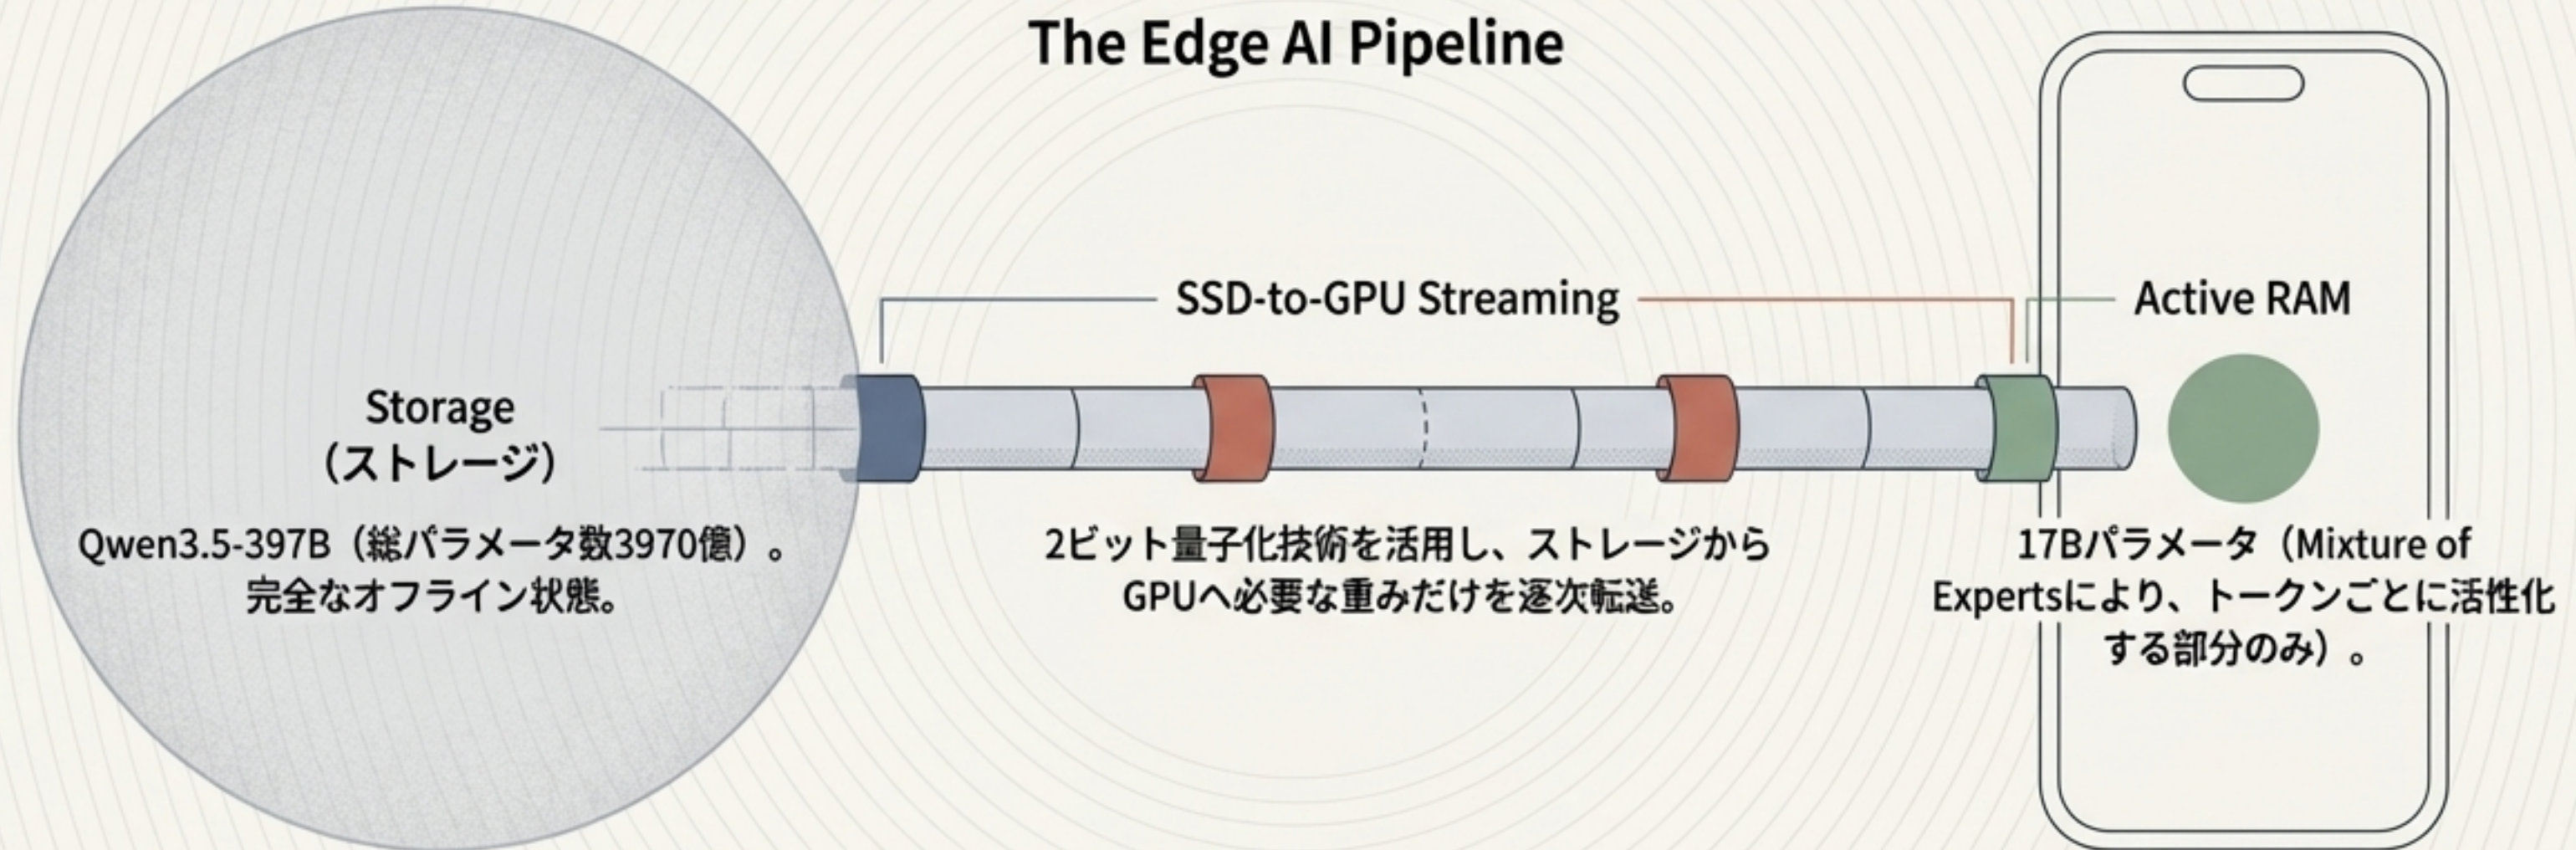 The Edge AI Pipeline
Storage
（ストレージ）
Qwen3.5-397B（総パラメータ数3970億）。
完全なオフライン状態。
SSD-to-GPU Streaming
2ビット量子化技術を活用し、ストレージから
GPUへ必要な重みだけを逐次転送。
Active RAM
17Bパラメータ（Mixture of
Expertsにより、トークンごとに活性化
する部分のみ）。